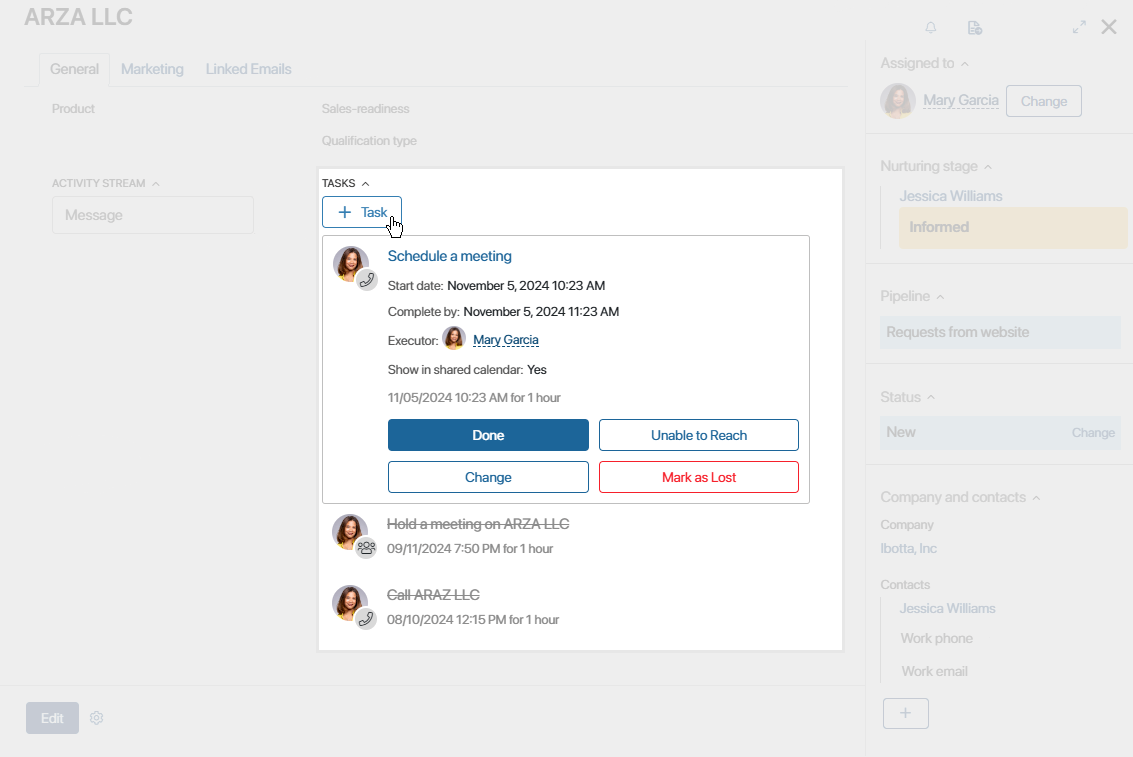 ARZA LLC
General
Marketing
Linked Emails
Product
Sales-readiness
Qualification type
ACTIVITY STREAM
Message
TASKS
+ Task
Schedule a meeting
Start date: November 5, 2024 10:23 AM
Complete by: November 5, 2024 11:23 AM
Executor: Mary Garcia
Show in shared calendar: Yes
11/05/2024 10:23 AM for 1 hour
Done
Unable to Reach
Change
Mark as Lost
Hold a meeting on ARZA LLC
09/11/2024 7:50 PM for 1 hour
Call ARAZ LLC
08/10/2024 12:15 PM for 1 hour
Edit
Assigned to
Mary Garcia
Change
Nurturing stage
Jessica Williams
Informed
Pipeline
Requests from website
Status
New
Change
Company and contacts
Company
Ibotta, Inc
Contacts
Jessica Williams
Work phone
Work email
+